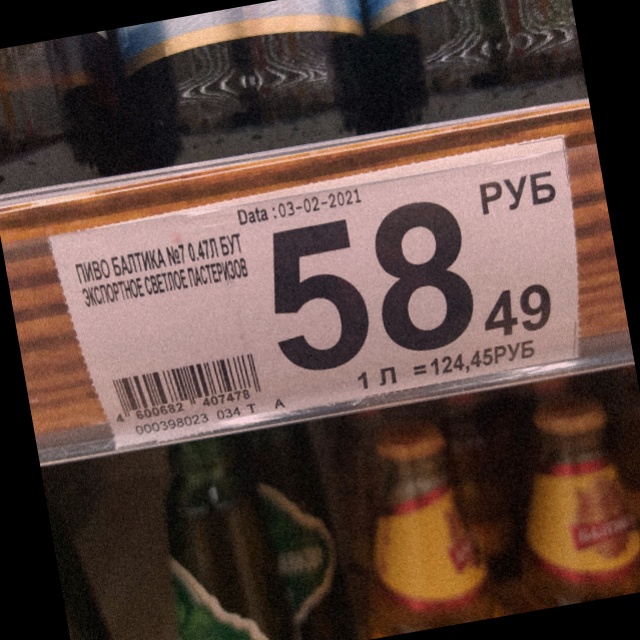 Data :03-02-2021
РУБ
ПИВО БАЛТИКА №7 0.47Л БУТ
ЭКСПОРТНОЕ СВЕТЛОЕ ПАСТЕРИЗОВ
58 49
1 Л =124,45РУБ
4 600682 407478
000398023 034 Т А